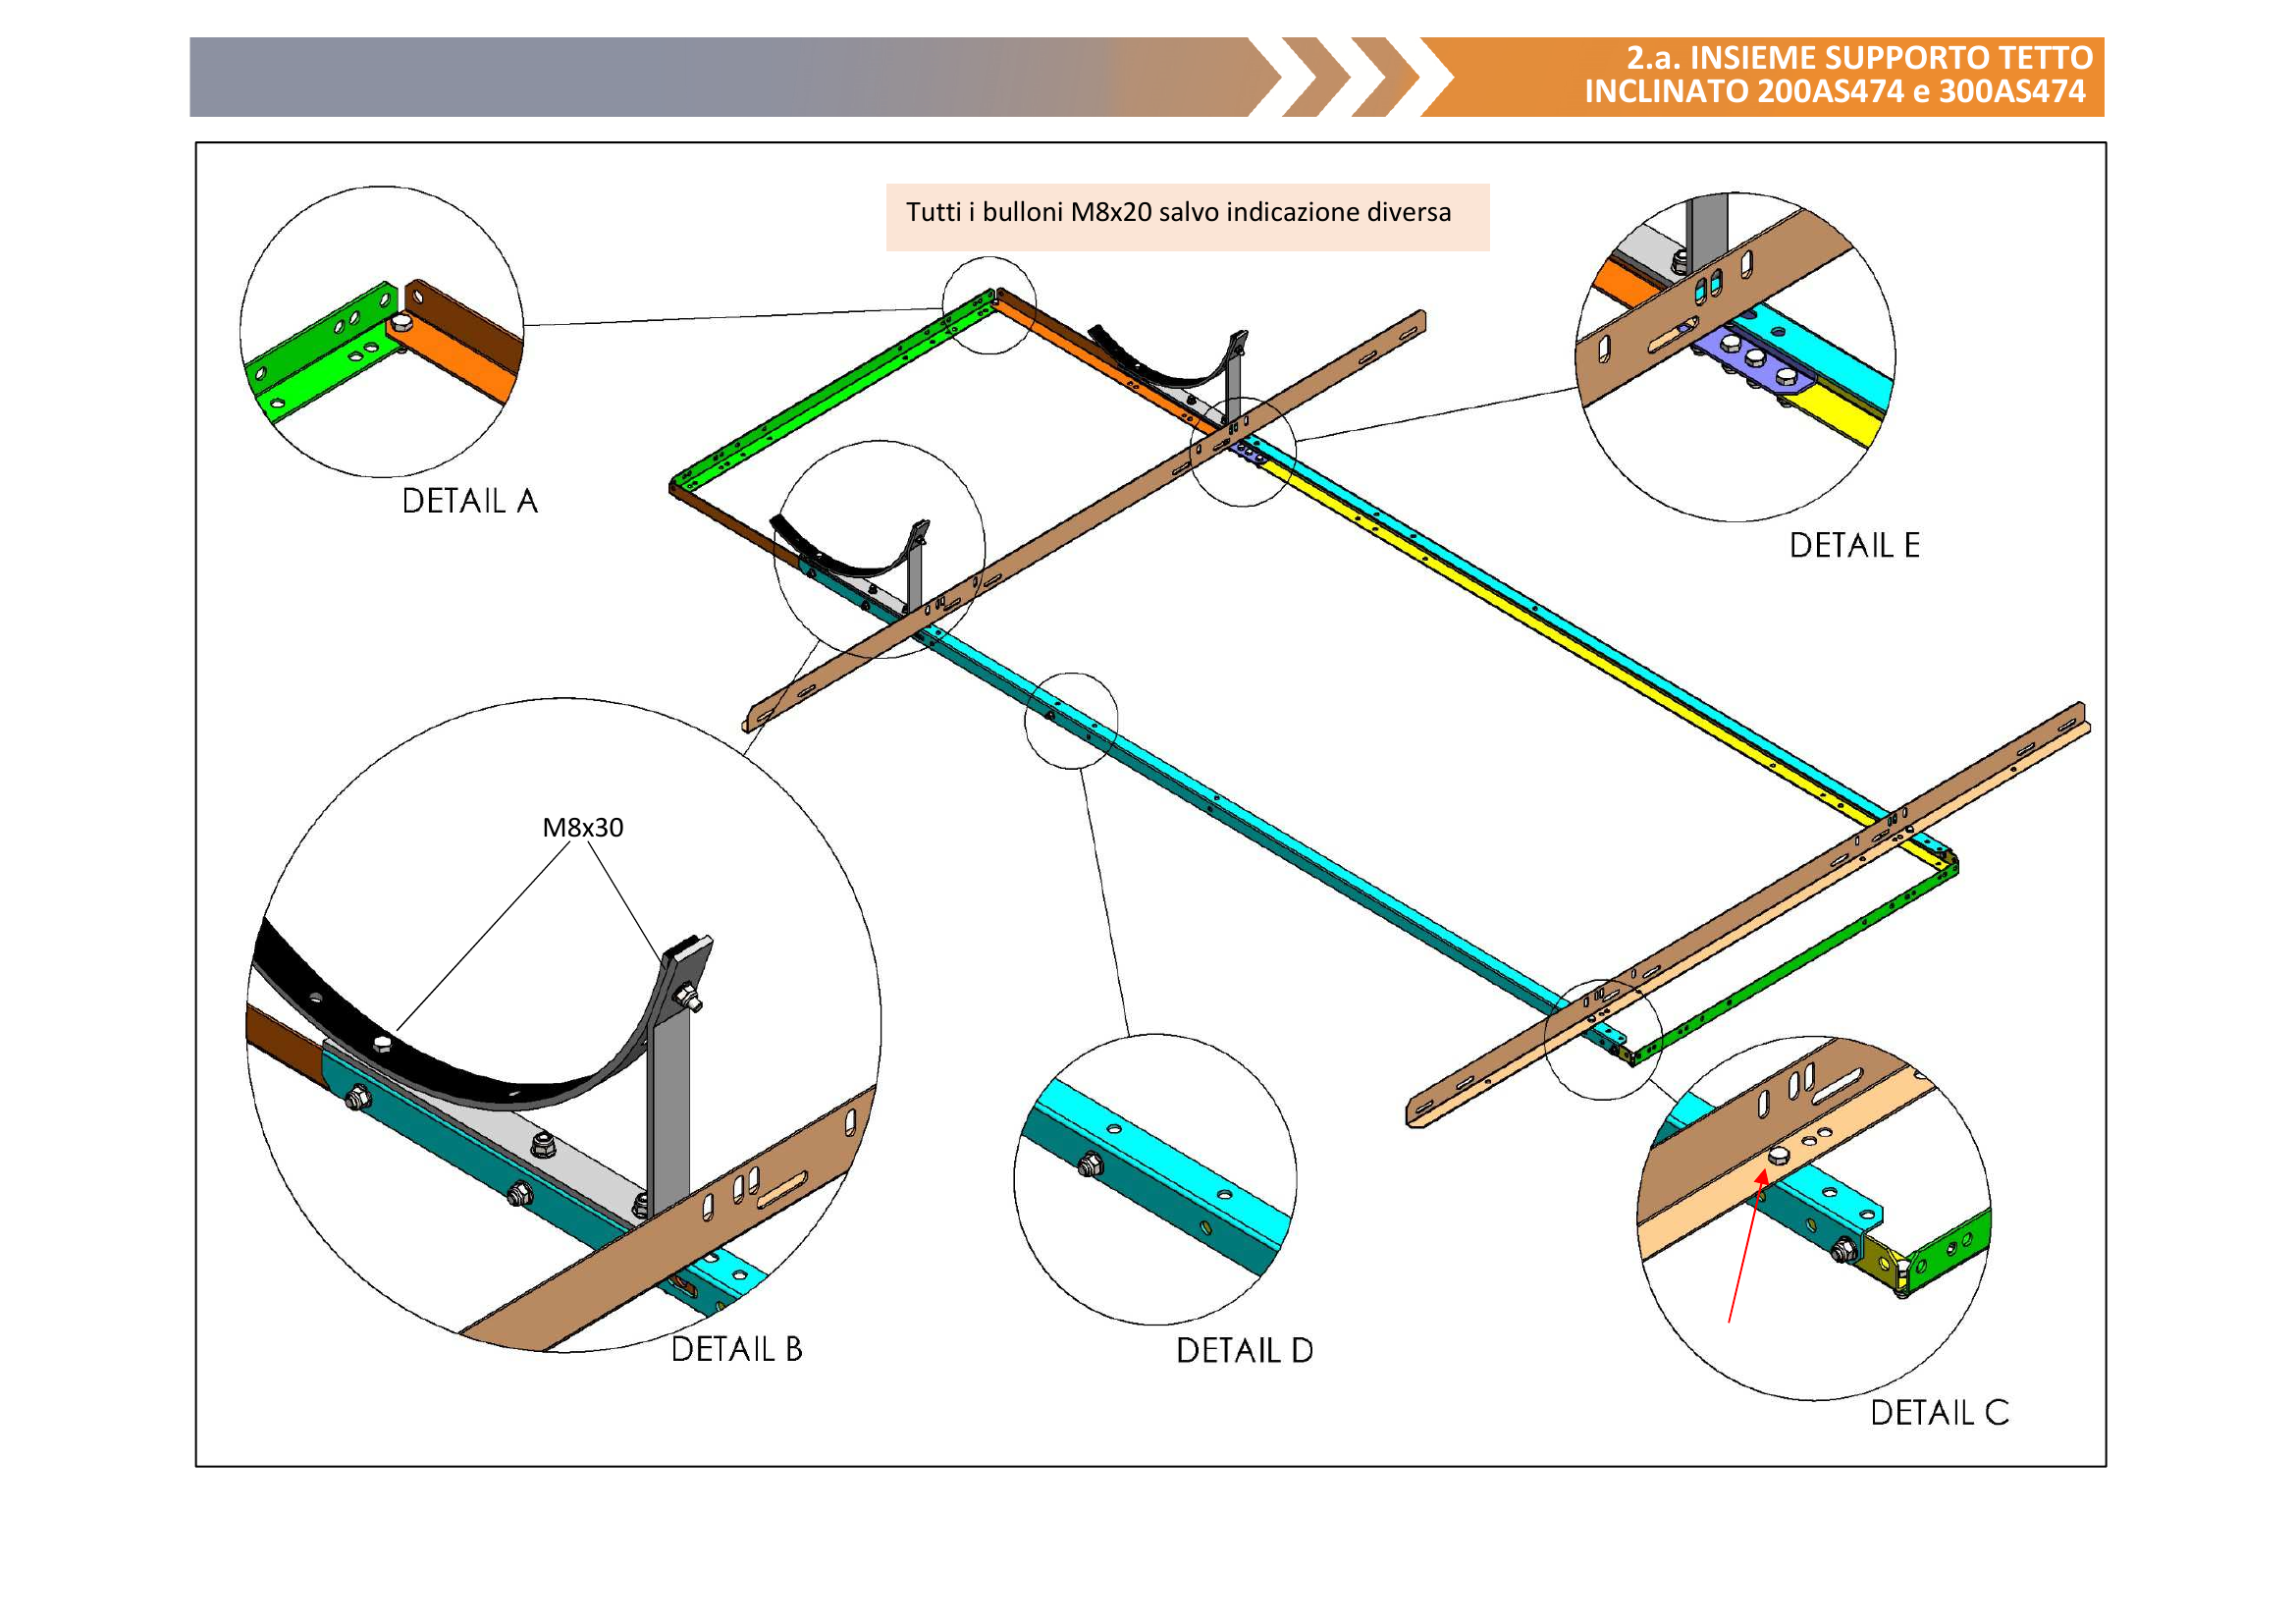 2.a. INSIEME SUPPORTO TETTO
INCLINATO 200AS474 e 300AS474
Tutti i bulloni M8x20 salvo indicazione diversa
DETAIL A
DETAIL E
M8x30
DETAIL B
DETAIL D
DETAIL C